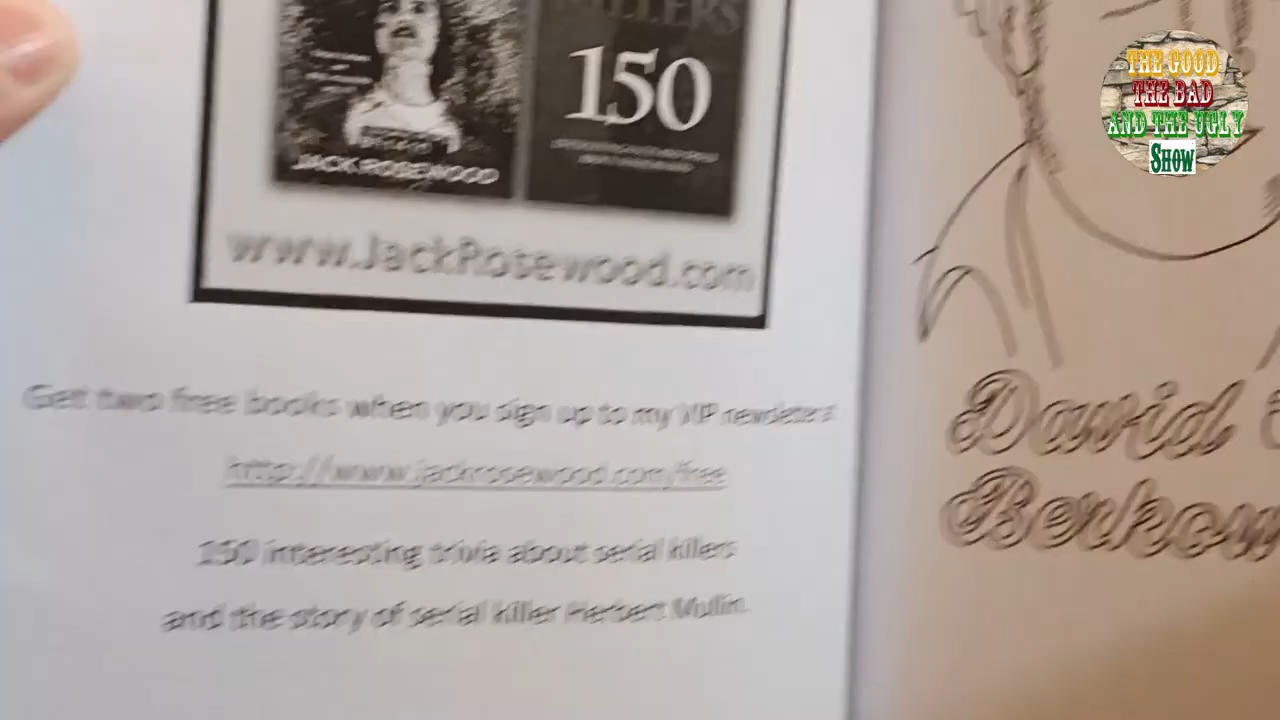 KILLERS
150
JACK ROSEWOOD
www.JackRosewood.com
Get two free books when you sign up to my VIP newsletters
http://www.jackrosewood.com/free
150 interesting trivia about serial killers
and the story of serial killer Herbert Mullin.
THE GOOD
THE BAD
AND THE UGLY
Show
David
Berkow